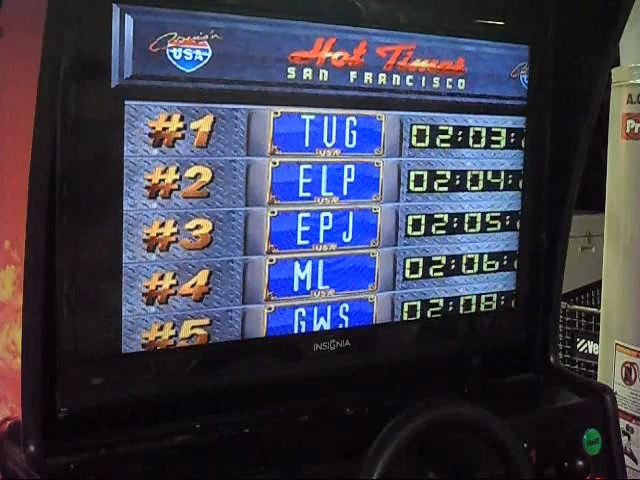 Cruis'n
USA
Hot Times
SAN FRANCISCO
#1 TUG 02:03:
USA
#2 ELP 02:04:
USA
#3 EPJ 02:05:
USA
#4 ML 02:06:
USA
#5 GWS 02:08:
INSIGNIA